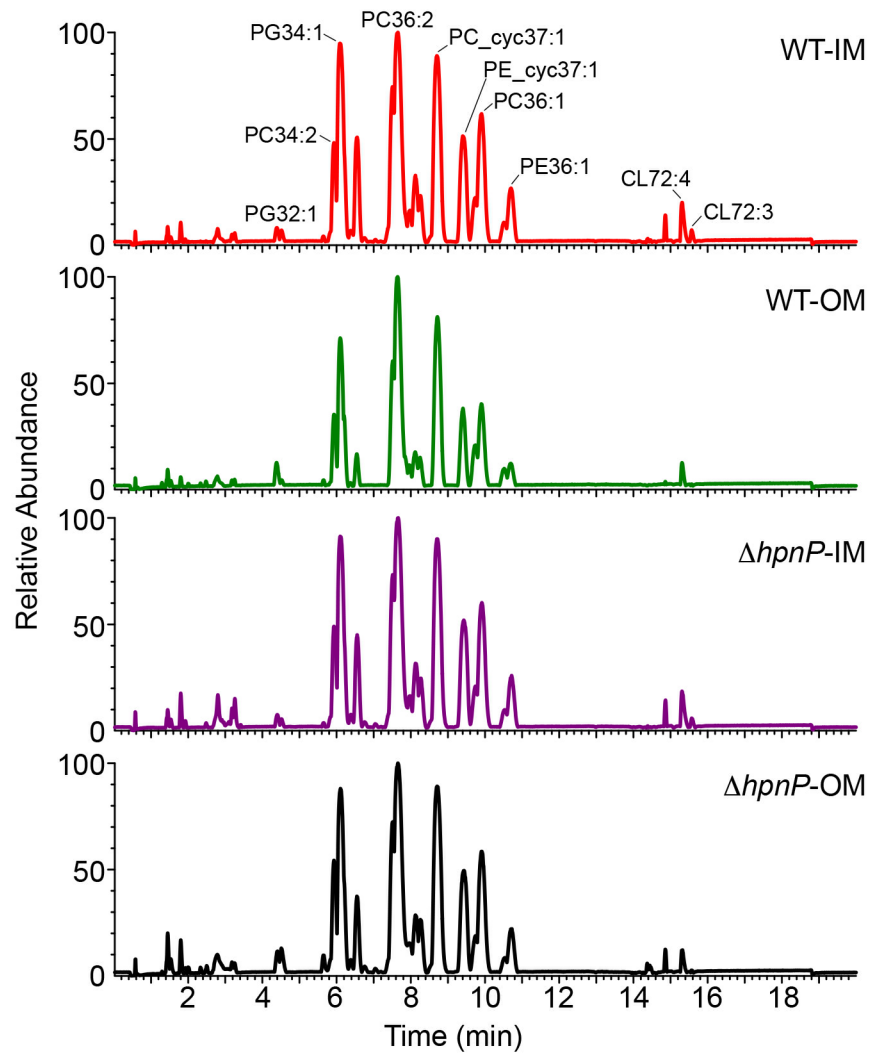 PC36:2
PG34:1
PC_cyc37:1
WT-IM
PE_cyc37:1
PC36:1
PC34:2
PE36:1
CL72:4
PG32:1
CL72:3
100
50
0
WT-OM
100
50
0
ΔhpnP-IM
100
50
0
ΔhpnP-OM
100
50
0
Relative Abundance
2 4 6 8 10 12 14 16 18
Time (min)